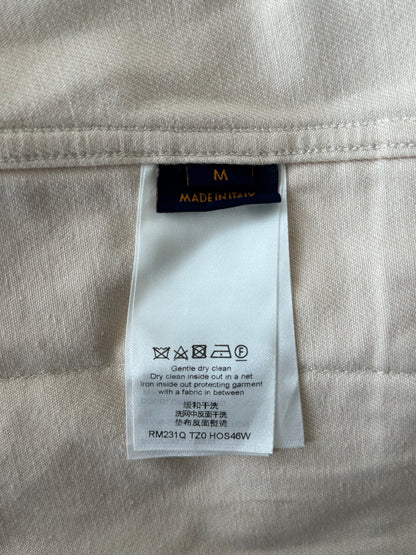 M
MADE IN ITALY
F
Gentle dry clean
Dry clean inside out in a net
Iron inside out protecting garment
with a fabric in between
缓和干洗
洗网中反面干洗
垫布反面熨烫
RM231Q TZ0 HOS46W